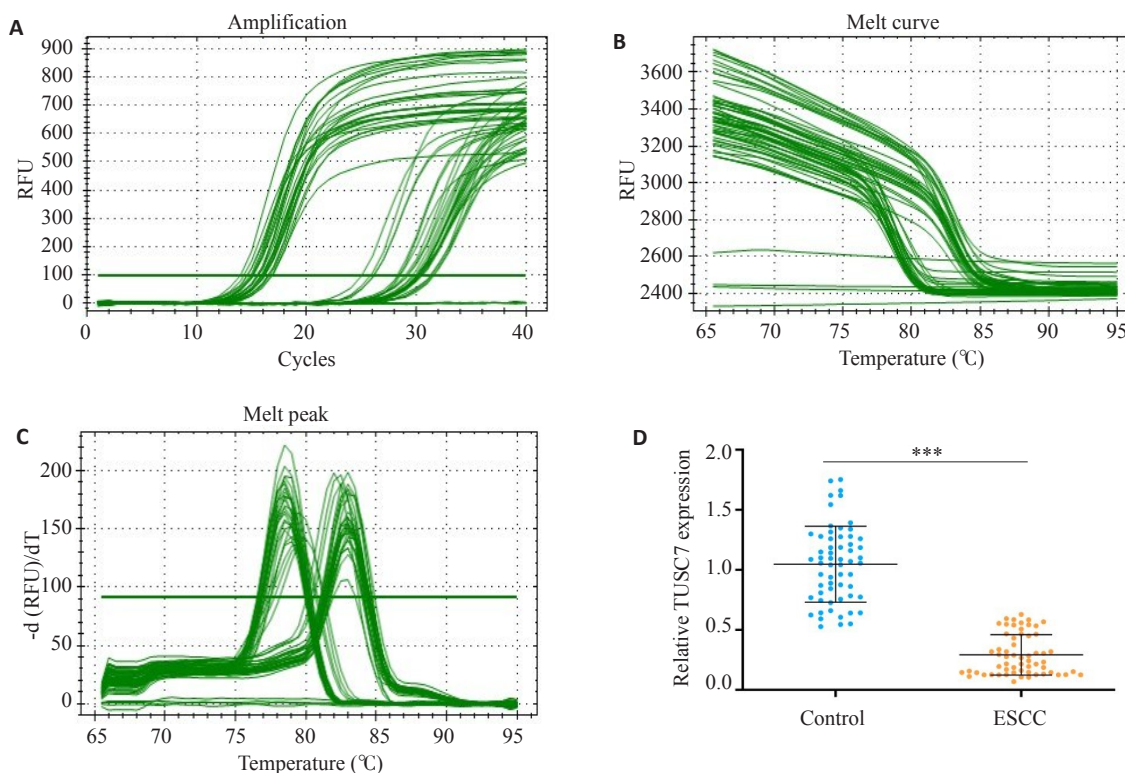 A
Amplification
900
800
700
600
500
400
300
200
100
0
RFU
0 10 20 30 40
Cycles
B
Melt curve
3600
3400
3200
3000
2800
2600
2400
RFU
65 70 75 80 85 90 95
Temperature (℃)
C
Melt peak
200
150
100
50
0
-d (RFU)/dT
65 70 75 80 85 90 95
Temperature (℃)
D
***
2.0
1.5
1.0
0.5
0.0
Relative TUSC7 expression
Control ESCC